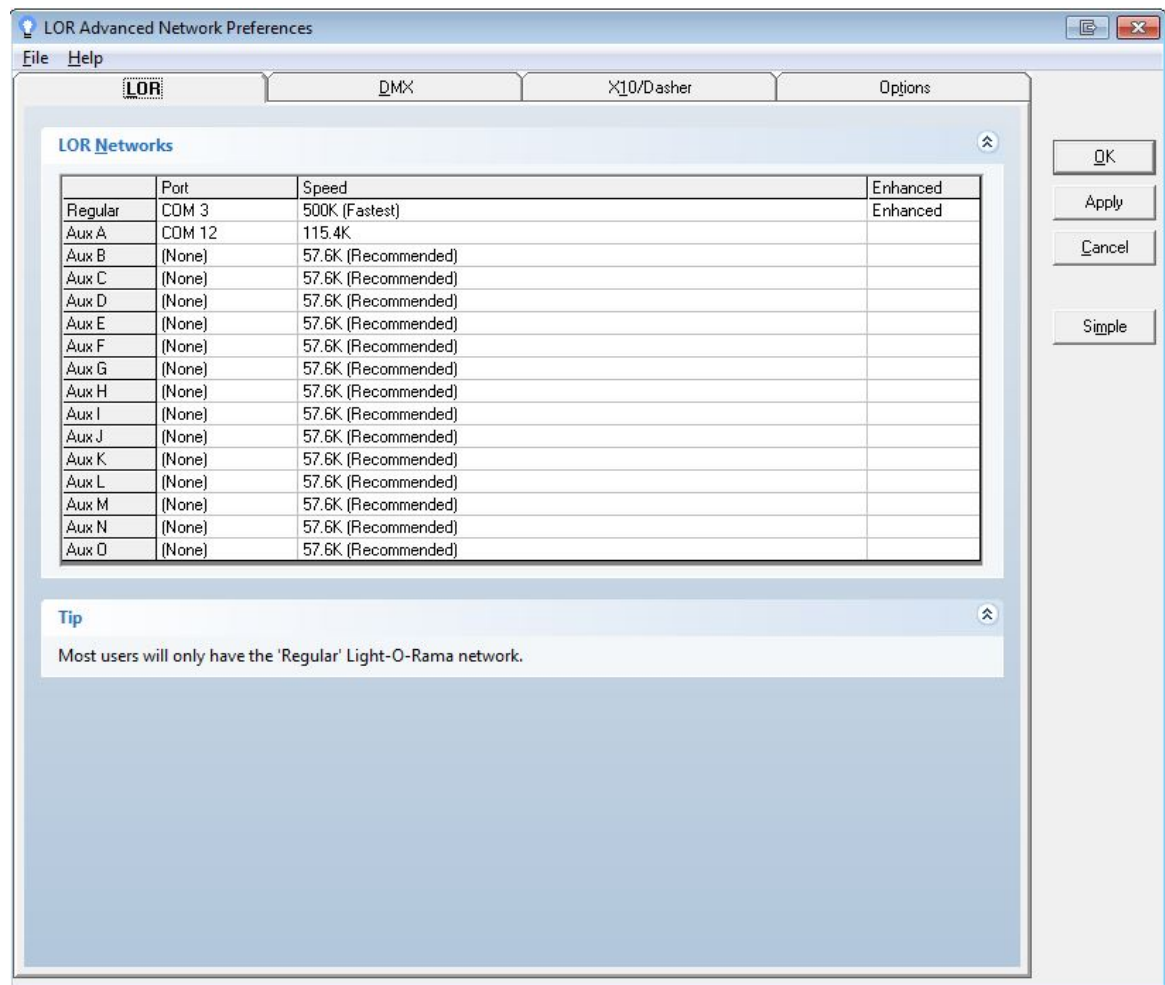 LOR Advanced Network Preferences
File Help
LOR DMX X10/Dasher Options
LOR Networks
Port Speed Enhanced
Regular COM 3 500K (Fastest) Enhanced
Aux A COM 12 115.4K
Aux B (None) 57.6K (Recommended)
Aux C (None) 57.6K (Recommended)
Aux D (None) 57.6K (Recommended)
Aux E (None) 57.6K (Recommended)
Aux F (None) 57.6K (Recommended)
Aux G (None) 57.6K (Recommended)
Aux H (None) 57.6K (Recommended)
Aux I (None) 57.6K (Recommended)
Aux J (None) 57.6K (Recommended)
Aux K (None) 57.6K (Recommended)
Aux L (None) 57.6K (Recommended)
Aux M (None) 57.6K (Recommended)
Aux N (None) 57.6K (Recommended)
Aux O (None) 57.6K (Recommended)
Tip
Most users will only have the 'Regular' Light-O-Rama network.
OK
Apply
Cancel
Simple